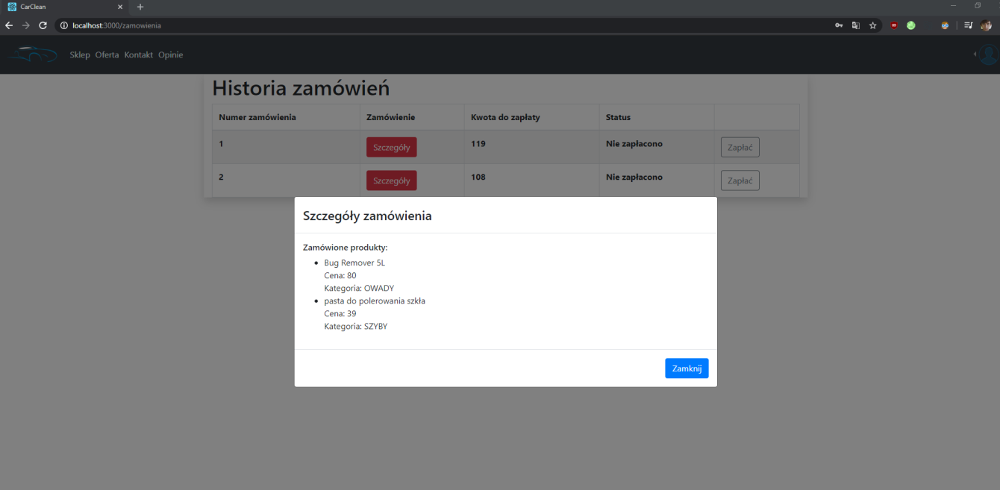 CarClean
localhost:3000/zamowienia
Sklep Oferta Kontakt Opinie
Historia zamówień
Numer zamówienia Zamówienie Kwota do zapłaty Status
1 Szczegóły 119 Nie zapłacono Zapłać
2 Szczegóły 108 Nie zapłacono Zapłać
Szczegóły zamówienia
Zamówione produkty:
Bug Remover 5L
Cena: 80
Kategoria: OWADY
pasta do polerowania szkła
Cena: 39
Kategoria: SZYBY
Zamknij